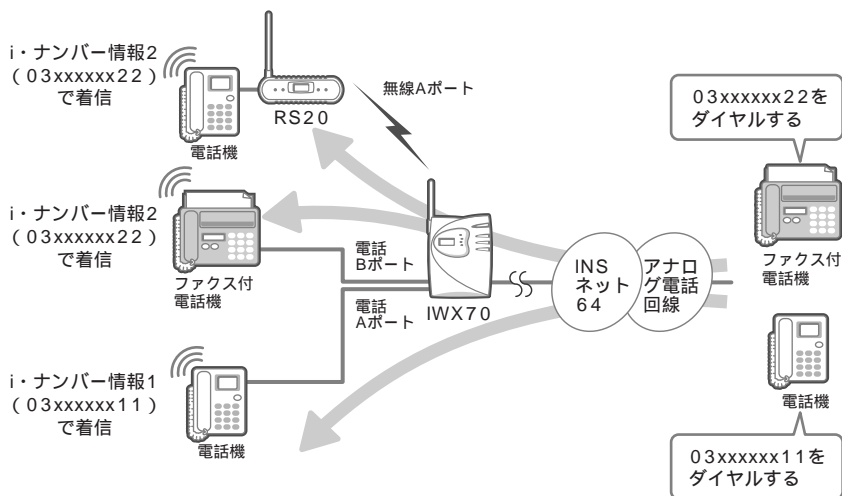 i・ナンバー情報2
（03xxxxxx22）
で着信
電話機
RS20
無線Aポート
03xxxxxx22を
ダイヤルする
i・ナンバー情報2
（03xxxxxx22）
で着信
ファクス付
電話機
電話
Bポート
電話
Aポート
IWX70
INS
ネット
64
アナロ
グ電話
回線
ファクス付
電話機
i・ナンバー情報1
（03xxxxxx11）
で着信
電話機
電話機
03xxxxxx11を
ダイヤルする